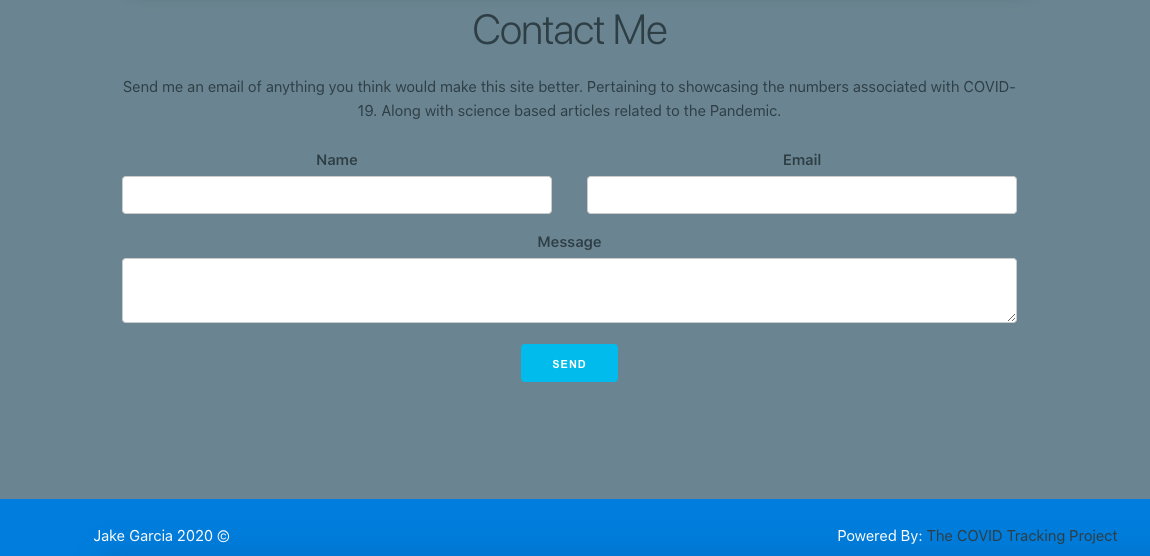 Contact Me
Send me an email of anything you think would make this site better. Pertaining to showcasing the numbers associated with COVID-
19. Along with science based articles related to the Pandemic.
Name
Email
Message
SEND
Jake Garcia 2020 ©
Powered By: The COVID Tracking Project